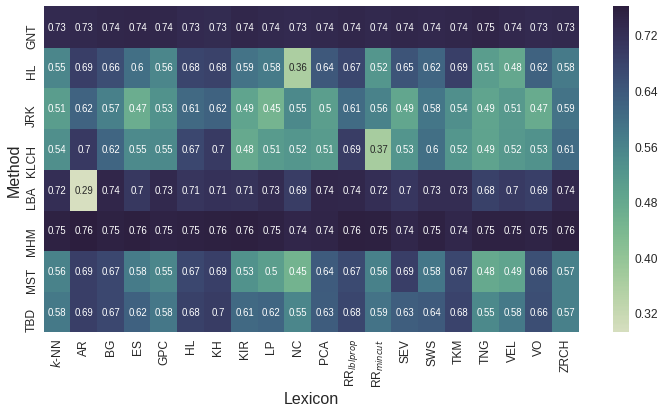 GNT 0.73 0.73 0.74 0.74 0.74 0.73 0.73 0.74 0.74 0.73 0.74 0.74 0.74 0.73 0.74 0.74 0.75 0.74 0.73 0.73
HL 0.55 0.69 0.66 0.6 0.56 0.68 0.68 0.59 0.58 0.36 0.64 0.67 0.52 0.65 0.62 0.69 0.51 0.48 0.62 0.58
JRK 0.51 0.62 0.57 0.47 0.53 0.61 0.62 0.49 0.45 0.55 0.5 0.61 0.56 0.49 0.58 0.54 0.49 0.51 0.47 0.59
KLCH 0.54 0.7 0.62 0.55 0.55 0.67 0.7 0.48 0.51 0.52 0.51 0.69 0.37 0.53 0.6 0.52 0.49 0.52 0.53 0.61
LBA 0.72 0.29 0.74 0.7 0.73 0.71 0.71 0.71 0.73 0.69 0.74 0.74 0.72 0.7 0.73 0.73 0.68 0.7 0.69 0.74
MHM 0.75 0.76 0.75 0.75 0.75 0.76 0.76 0.75 0.74 0.76 0.74 0.76 0.75 0.74 0.75 0.74 0.75 0.75 0.75 0.76
MST 0.56 0.69 0.67 0.58 0.55 0.67 0.69 0.53 0.5 0.45 0.64 0.67 0.56 0.69 0.58 0.67 0.48 0.49 0.66 0.57
TBD 0.58 0.69 0.67 0.62 0.58 0.68 0.7 0.61 0.62 0.55 0.63 0.68 0.59 0.63 0.64 0.68 0.55 0.58 0.66 0.57
Method
k-NN AR BG ES GPC HL KH KIR LP NC PCA RRlblprop RRmincut SEV SWS TKM TNG VEL VO ZRCH
Lexicon
0.72
0.64
0.56
0.48
0.40
0.32